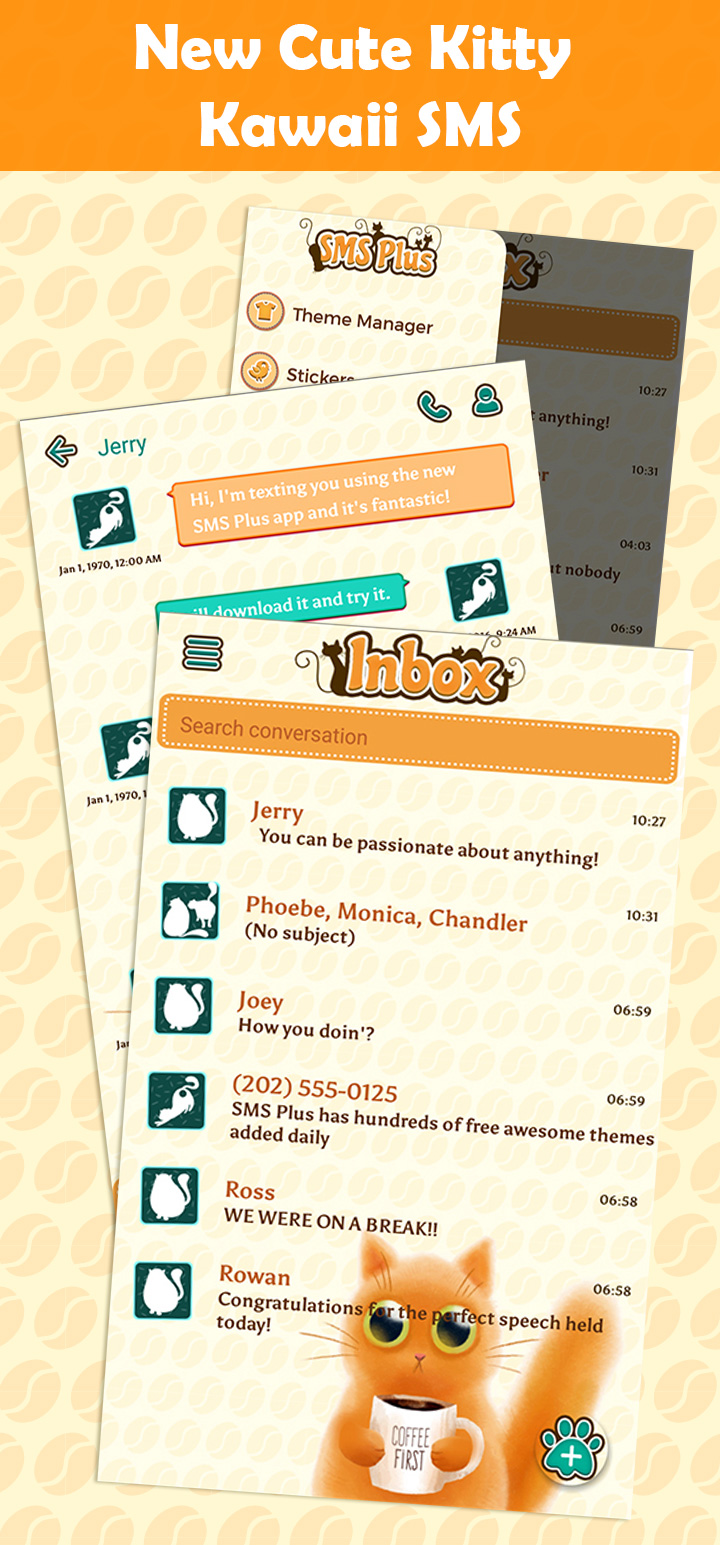 New Cute Kitty
Kawaii SMS
SMS Plus
Theme Manager
Stickers
10:27
anything!
10:31
04:03
nobody
06:59
Jerry
Hi, I'm texting you using the new
SMS Plus app and it's fantastic!
Jan 1, 1970, 12:00 AM
download it and try it.
9:24 AM
Jan 1, 1970, 1
Inbox
Search conversation
Jerry
10:27
You can be passionate about anything!
Phoebe, Monica, Chandler
10:31
(No subject)
Joey
06:59
How you doin'?
(202) 555-0125
06:59
SMS Plus has hundreds of free awesome themes
added daily
Ross
06:58
WE WERE ON A BREAK!!
Rowan
06:58
Congratulations for the perfect speech held
today!
COFFEE
FIRST